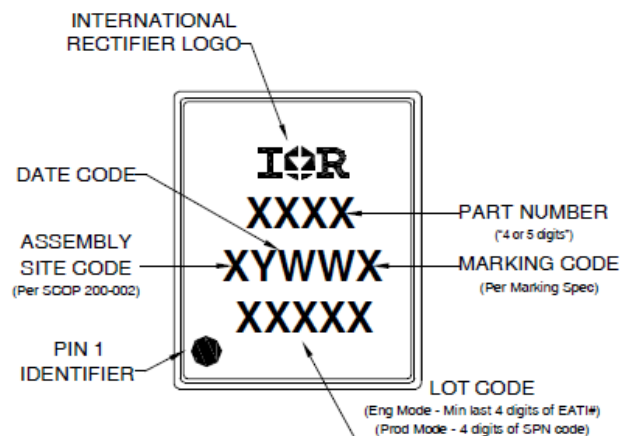 INTERNATIONAL
RECTIFIER LOGO
IOR
DATE CODE
XXXX
PART NUMBER
("4 or 5 digits")
ASSEMBLY
SITE CODE
(Per SCOP 200-002)
XYWWX
MARKING CODE
(Per Marking Spec)
XXXXX
PIN 1
IDENTIFIER
LOT CODE
(Eng Mode - Min last 4 digits of EATI#)
(Prod Mode - 4 digits of SPN code)